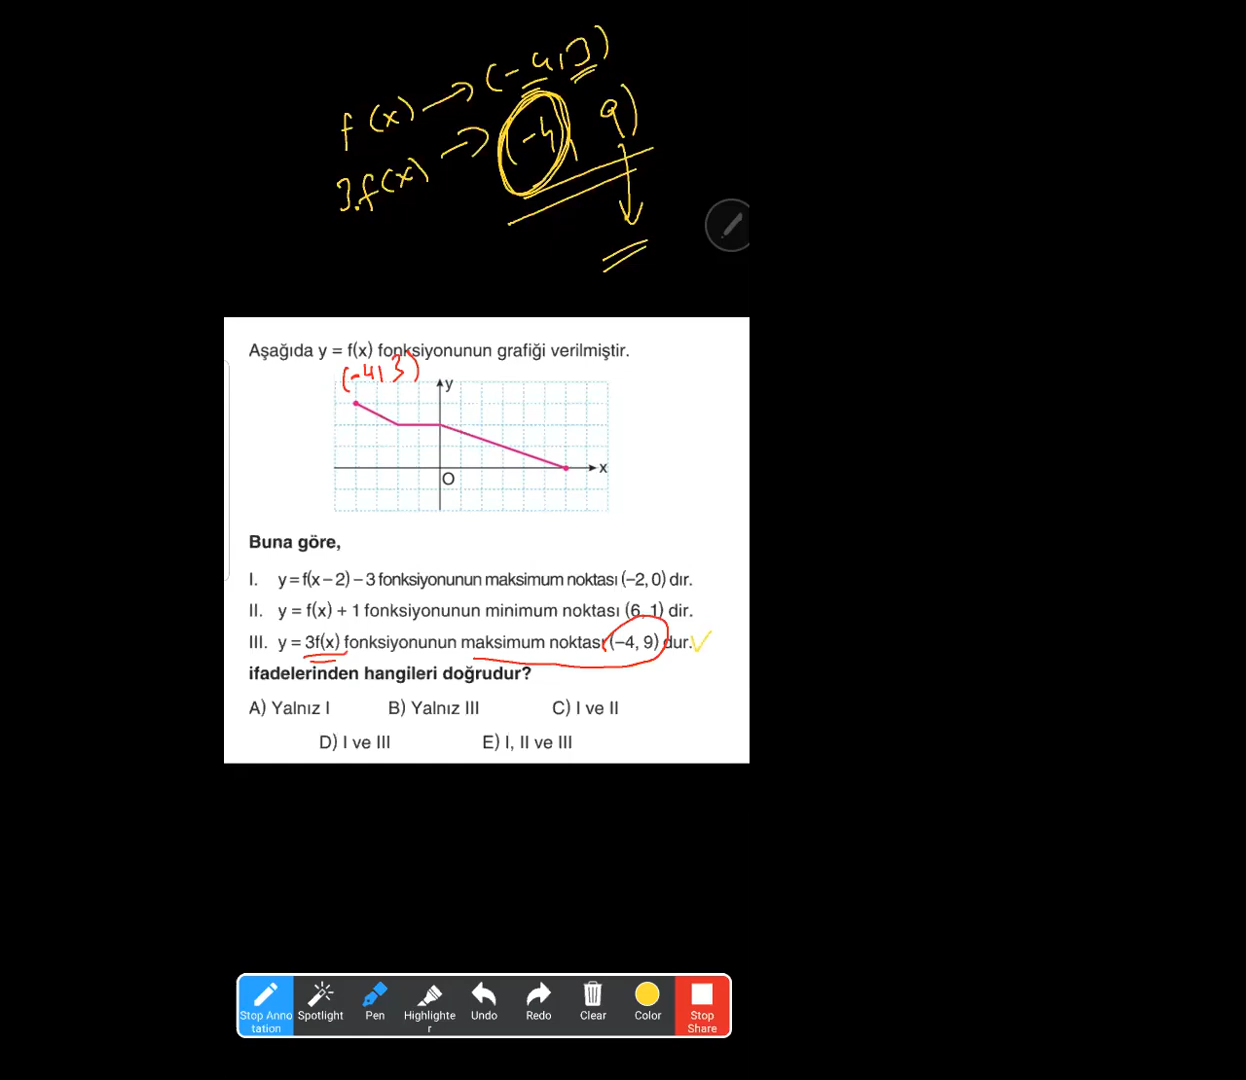 f(x) → (-4,3)
3.f(x) → (-4, 9)
Aşağıda y = f(x) fonksiyonunun grafiği verilmiştir.
(-4,3)
y
x
O
Buna göre,
I. y = f(x – 2) – 3 fonksiyonunun maksimum noktası (–2, 0) dır.
II. y = f(x) + 1 fonksiyonunun minimum noktası (6, 1) dir.
III. y = 3f(x) fonksiyonunun maksimum noktası (–4, 9) dur.
ifadelerinden hangileri doğrudur?
A) Yalnız I B) Yalnız III C) I ve II
D) I ve III E) I, II ve III
Stop Anno Spotlight Pen Highlighte Undo Redo Clear Color Stop
tation r Share